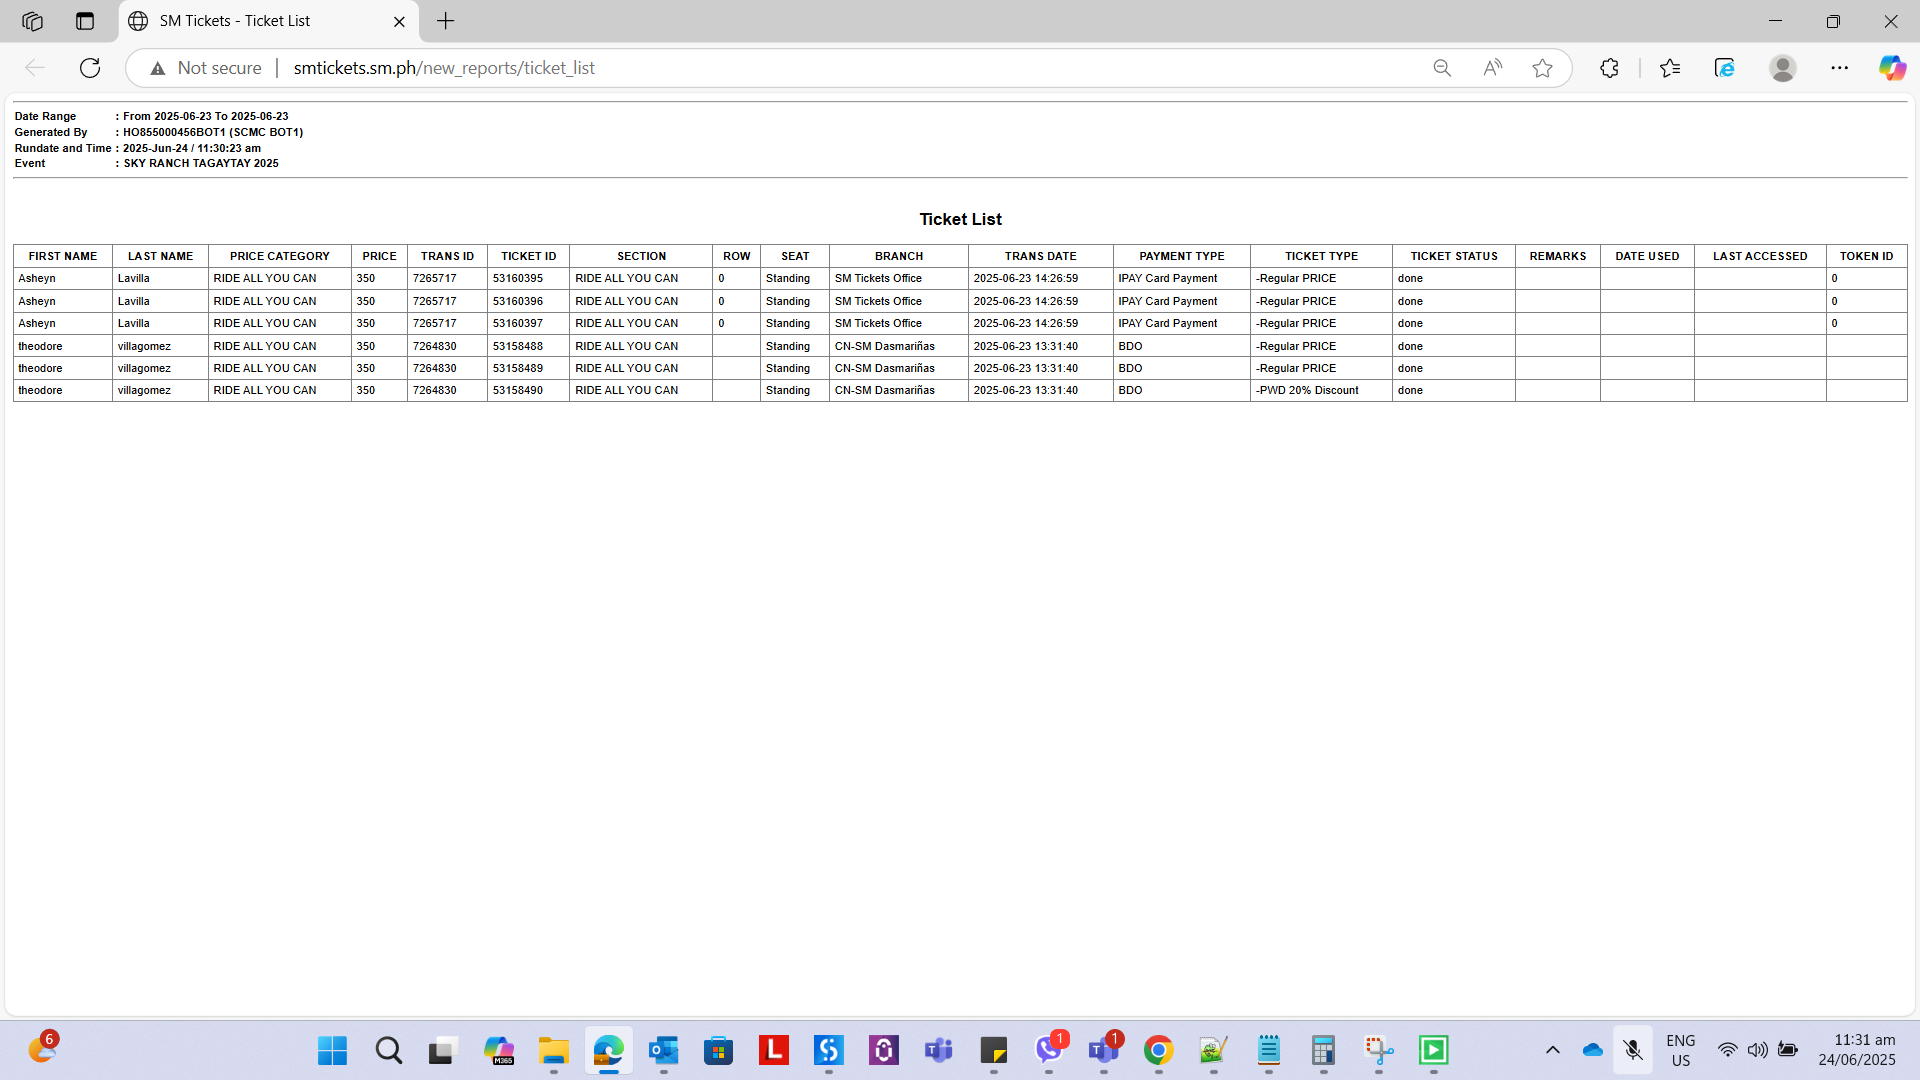 SM Tickets - Ticket List
Not secure smtickets.sm.ph/new_reports/ticket_list
Date Range : From 2025-06-23 To 2025-06-23
Generated By : HO855000456BOT1 (SCMC BOT1)
Rundate and Time : 2025-Jun-24 / 11:30:23 am
Event : SKY RANCH TAGAYTAY 2025
Ticket List
FIRST NAME LAST NAME PRICE CATEGORY PRICE TRANS ID TICKET ID SECTION ROW SEAT BRANCH TRANS DATE PAYMENT TYPE TICKET TYPE TICKET STATUS REMARKS DATE USED LAST ACCESSED TOKEN ID
Asheyn Lavilla RIDE ALL YOU CAN 350 7265717 53160395 RIDE ALL YOU CAN 0 Standing SM Tickets Office 2025-06-23 14:26:59 IPAY Card Payment -Regular PRICE done 0
Asheyn Lavilla RIDE ALL YOU CAN 350 7265717 53160396 RIDE ALL YOU CAN 0 Standing SM Tickets Office 2025-06-23 14:26:59 IPAY Card Payment -Regular PRICE done 0
Asheyn Lavilla RIDE ALL YOU CAN 350 7265717 53160397 RIDE ALL YOU CAN 0 Standing SM Tickets Office 2025-06-23 14:26:59 IPAY Card Payment -Regular PRICE done 0
theodore villagomez RIDE ALL YOU CAN 350 7264830 53158488 RIDE ALL YOU CAN Standing CN-SM Dasmariñas 2025-06-23 13:31:40 BDO -Regular PRICE done
theodore villagomez RIDE ALL YOU CAN 350 7264830 53158489 RIDE ALL YOU CAN Standing CN-SM Dasmariñas 2025-06-23 13:31:40 BDO -Regular PRICE done
theodore villagomez RIDE ALL YOU CAN 350 7264830 53158490 RIDE ALL YOU CAN Standing CN-SM Dasmariñas 2025-06-23 13:31:40 BDO -PWD 20% Discount done
6 M365 L 1 1 ENG 11:31 am
US 24/06/2025